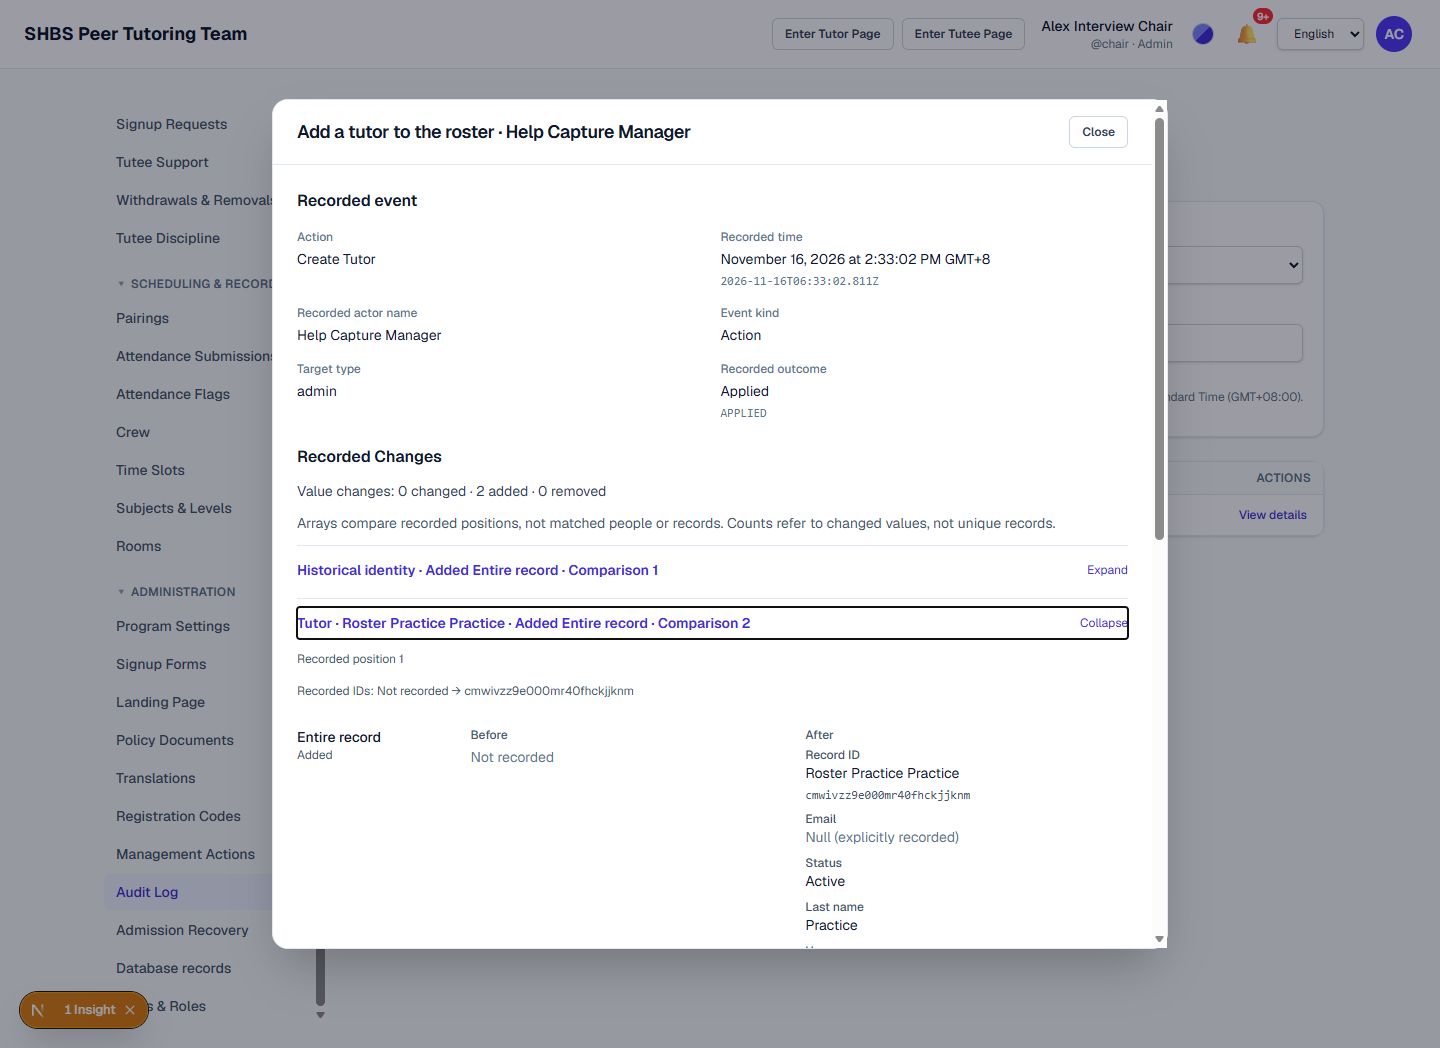 SHBS Peer Tutoring Team
Enter Tutor Page
Enter Tutee Page
Alex Interview Chair
@chair · Admin
9+
English
AC
Signup Requests
Tutee Support
Withdrawals & Removals
Tutee Discipline
SCHEDULING & RECORD
Pairings
Attendance Submissions
Attendance Flags
Crew
Time Slots
Subjects & Levels
Rooms
ADMINISTRATION
Program Settings
Signup Forms
Landing Page
Policy Documents
Translations
Registration Codes
Management Actions
Audit Log
Admission Recovery
Database records
s & Roles
1 Insight
Add a tutor to the roster · Help Capture Manager
Close
Recorded event
Action
Create Tutor
Recorded time
November 16, 2026 at 2:33:02 PM GMT+8
2026-11-16T06:33:02.811Z
Recorded actor name
Help Capture Manager
Event kind
Action
Target type
admin
Recorded outcome
Applied
APPLIED
Recorded Changes
Value changes: 0 changed · 2 added · 0 removed
Arrays compare recorded positions, not matched people or records. Counts refer to changed values, not unique records.
Historical identity · Added Entire record · Comparison 1
Expand
Tutor · Roster Practice Practice · Added Entire record · Comparison 2
Collapse
Recorded position 1
Recorded IDs: Not recorded → cmwivzz9e000mr40fhckjjknm
Entire record
Added
Before
Not recorded
After
Record ID
Roster Practice Practice
cmwivzz9e000mr40fhckjjknm
Email
Null (explicitly recorded)
Status
Active
Last name
Practice
ndard Time (GMT+08:00).
ACTIONS
View details